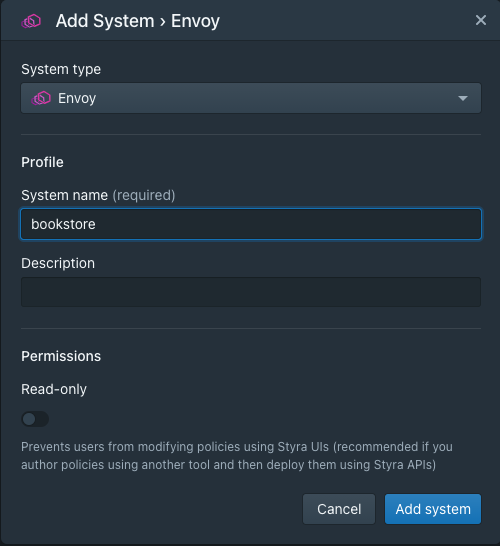 Add System › Envoy
System type
Envoy
Profile
System name (required)
bookstore
Description
Permissions
Read-only
Prevents users from modifying policies using Styra UIs (recommended if you
author policies using another tool and then deploy them using Styra APIs)
Cancel Add system